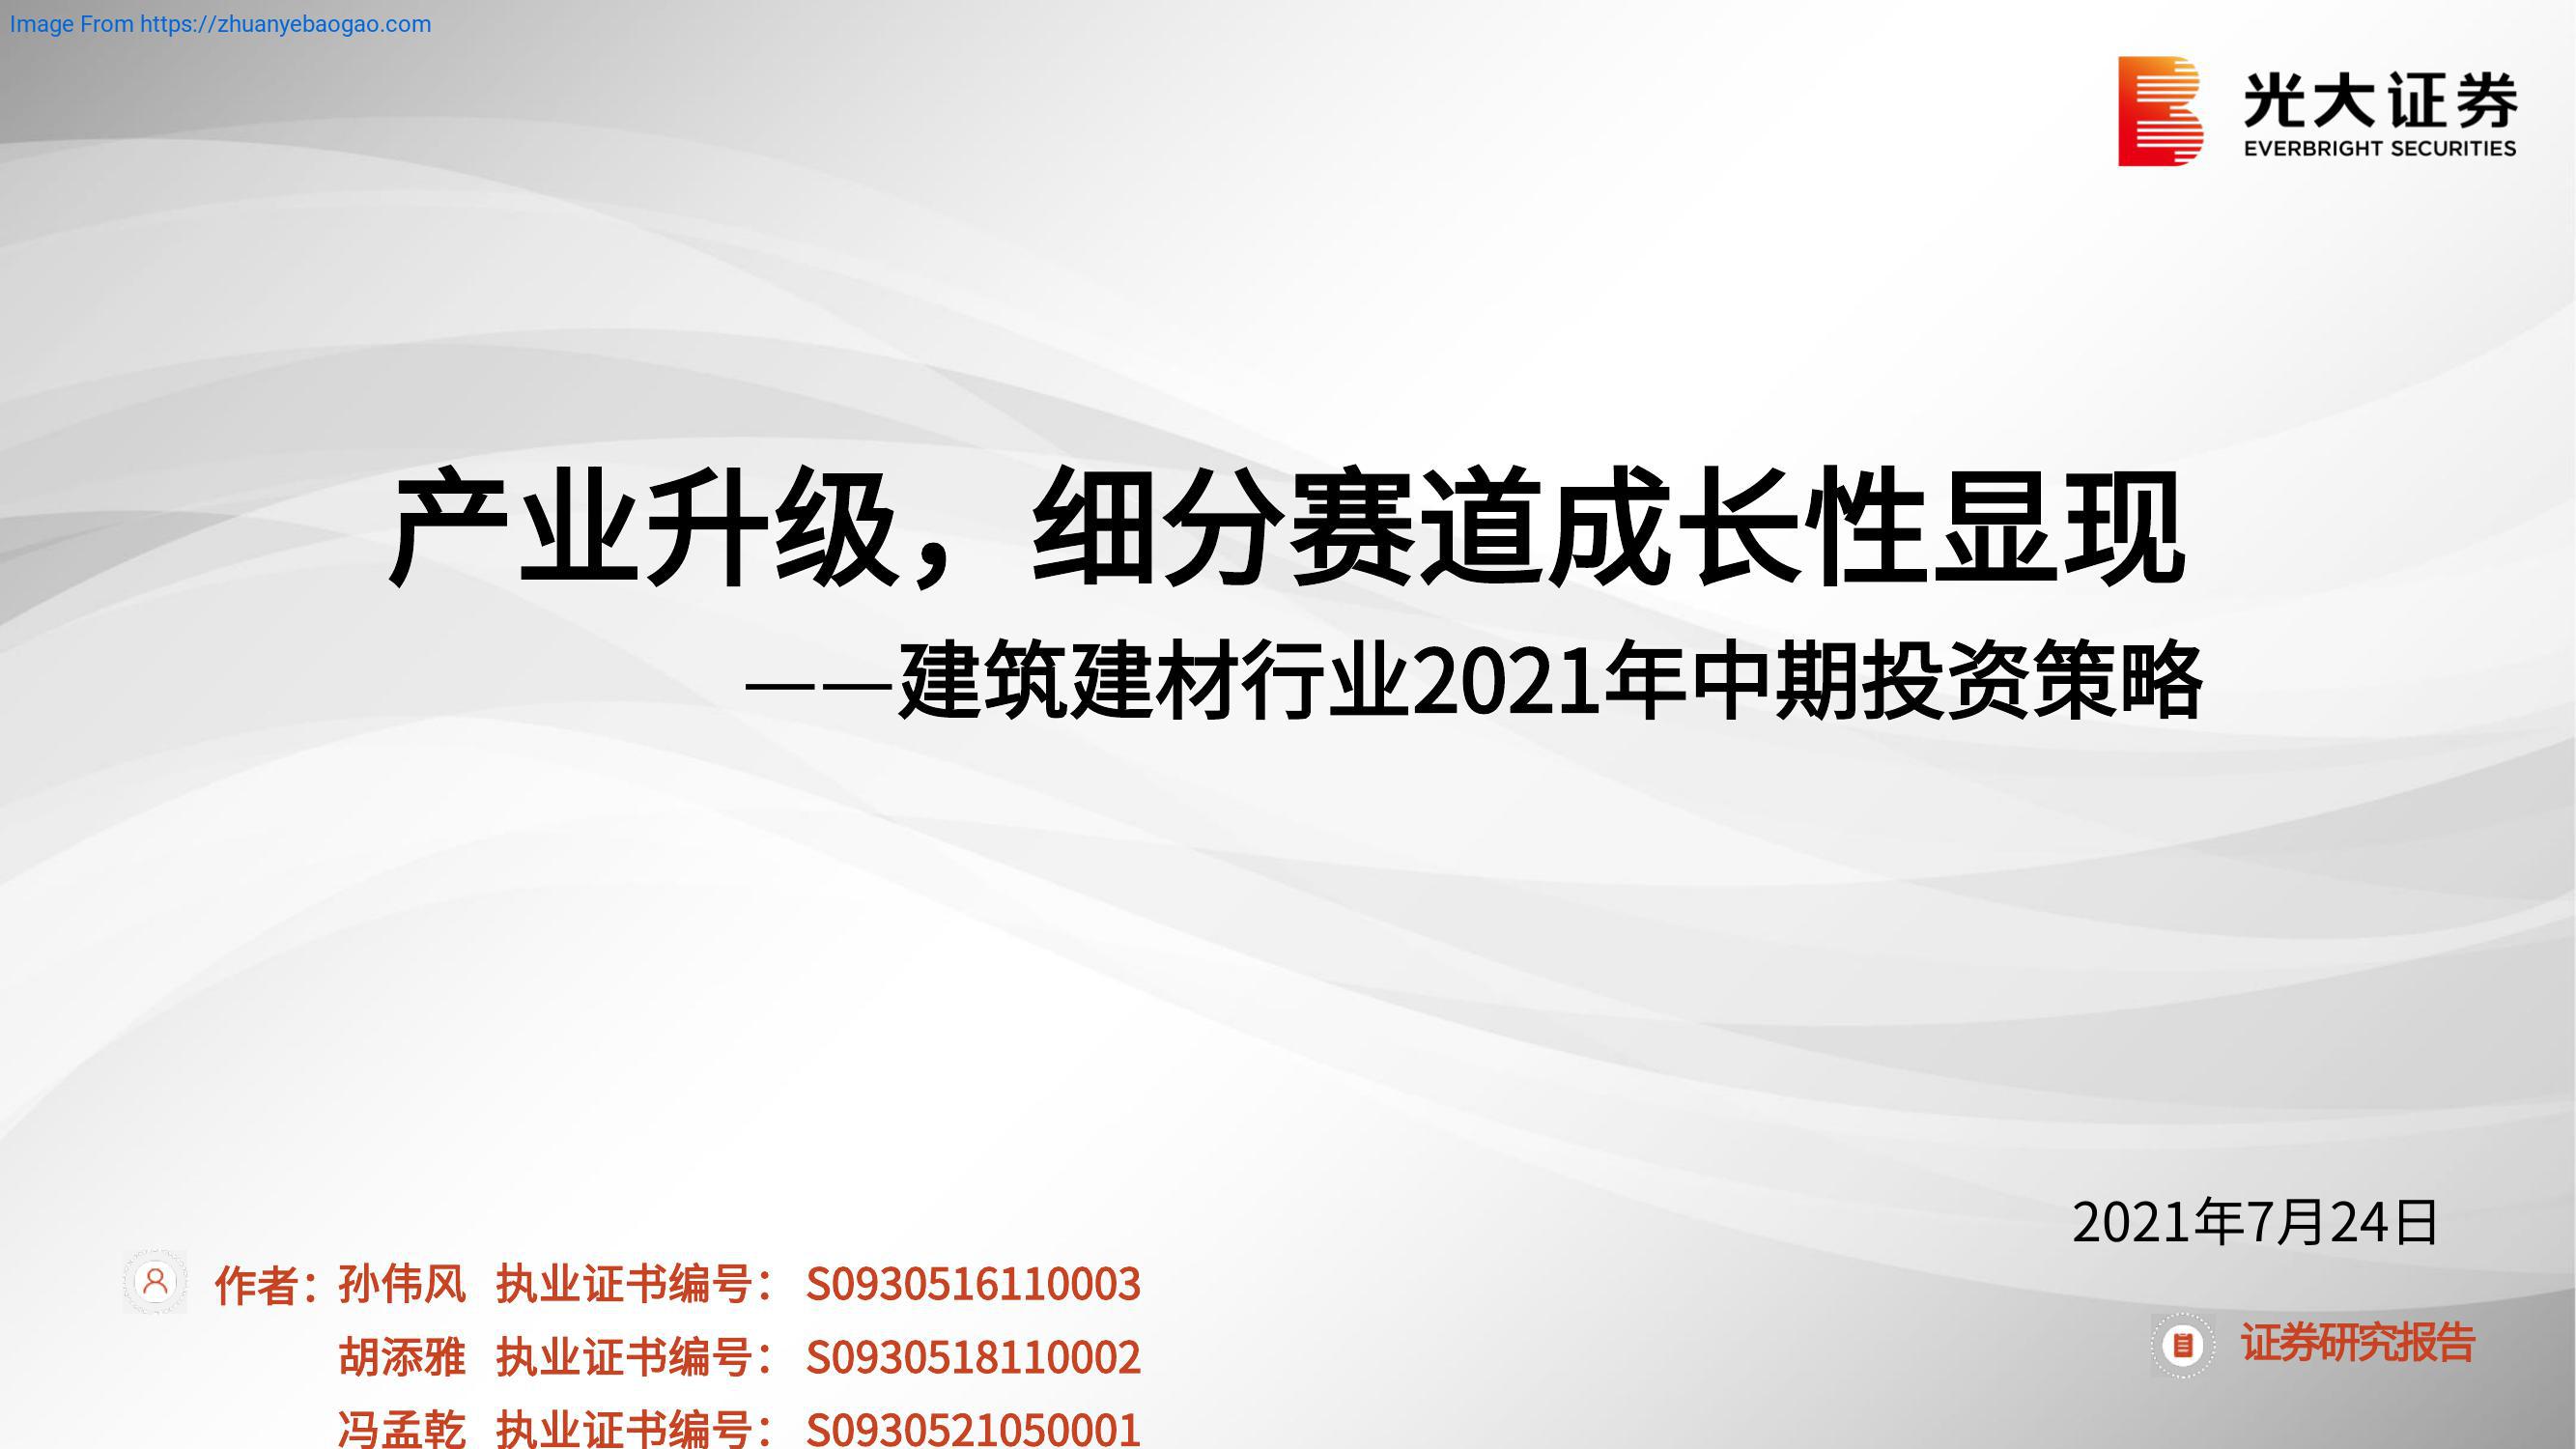 Image From https://zhuanyebaogao.com
光大证券
EVERBRIGHT SECURITIES
产业升级，细分赛道成长性显现
——建筑建材行业2021年中期投资策略
2021年7月24日
作者：孙伟风 执业证书编号： S0930516110003
胡添雅 执业证书编号： S0930518110002
冯孟乾 执业证书编号： S0930521050001
证券研究报告